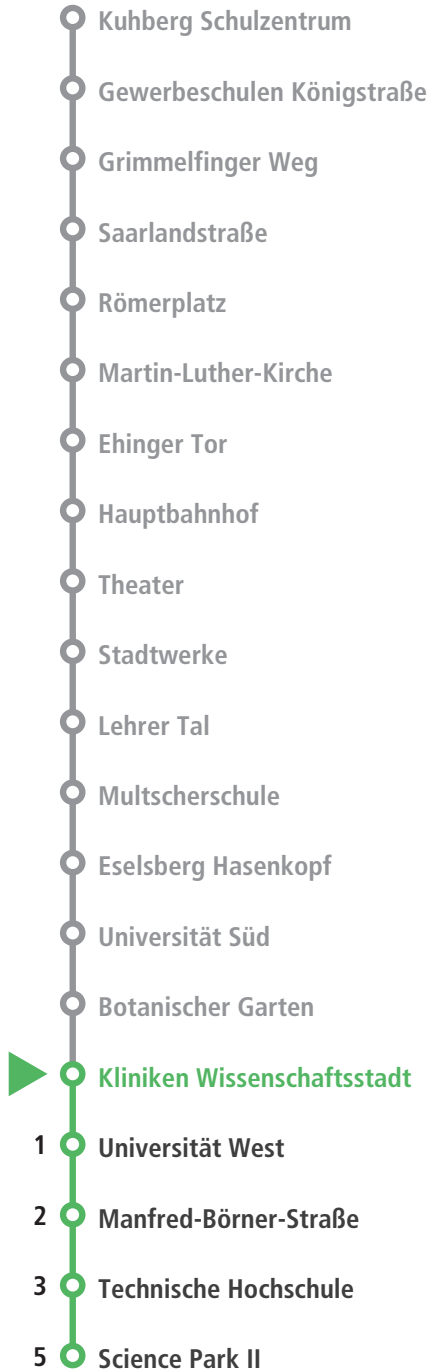 Kuhberg Schulzentrum
Gewerbeschulen Königstraße
Grimmelfinger Weg
Saarlandstraße
Römerplatz
Martin-Luther-Kirche
Ehinger Tor
Hauptbahnhof
Theater
Stadtwerke
Lehrer Tal
Multscherschule
Eselsberg Hasenkopf
Universität Süd
Botanischer Garten
Kliniken Wissenschaftsstadt
1 Universität West
2 Manfred-Börner-Straße
3 Technische Hochschule
5 Science Park II